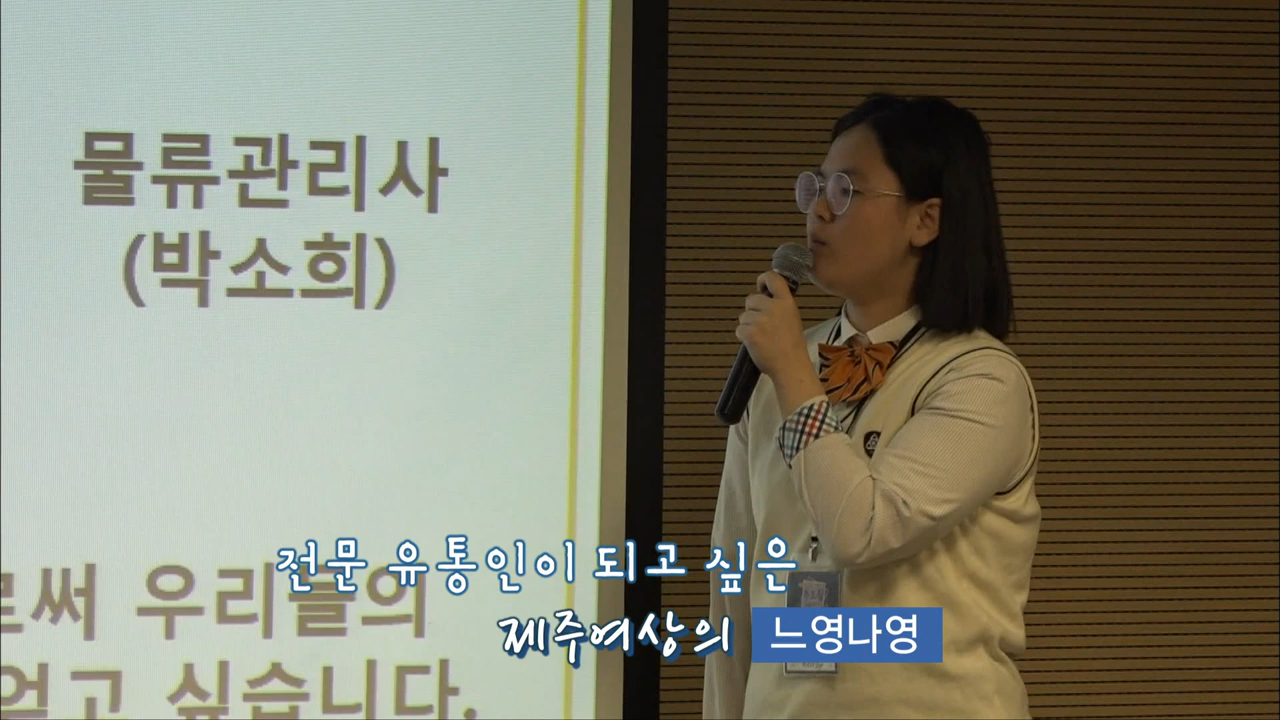 물류관리사
(박소희)
로써 우리들의
얻고 싶습니다.
전문 유통인이 되고 싶은
제주여상의 느영나영